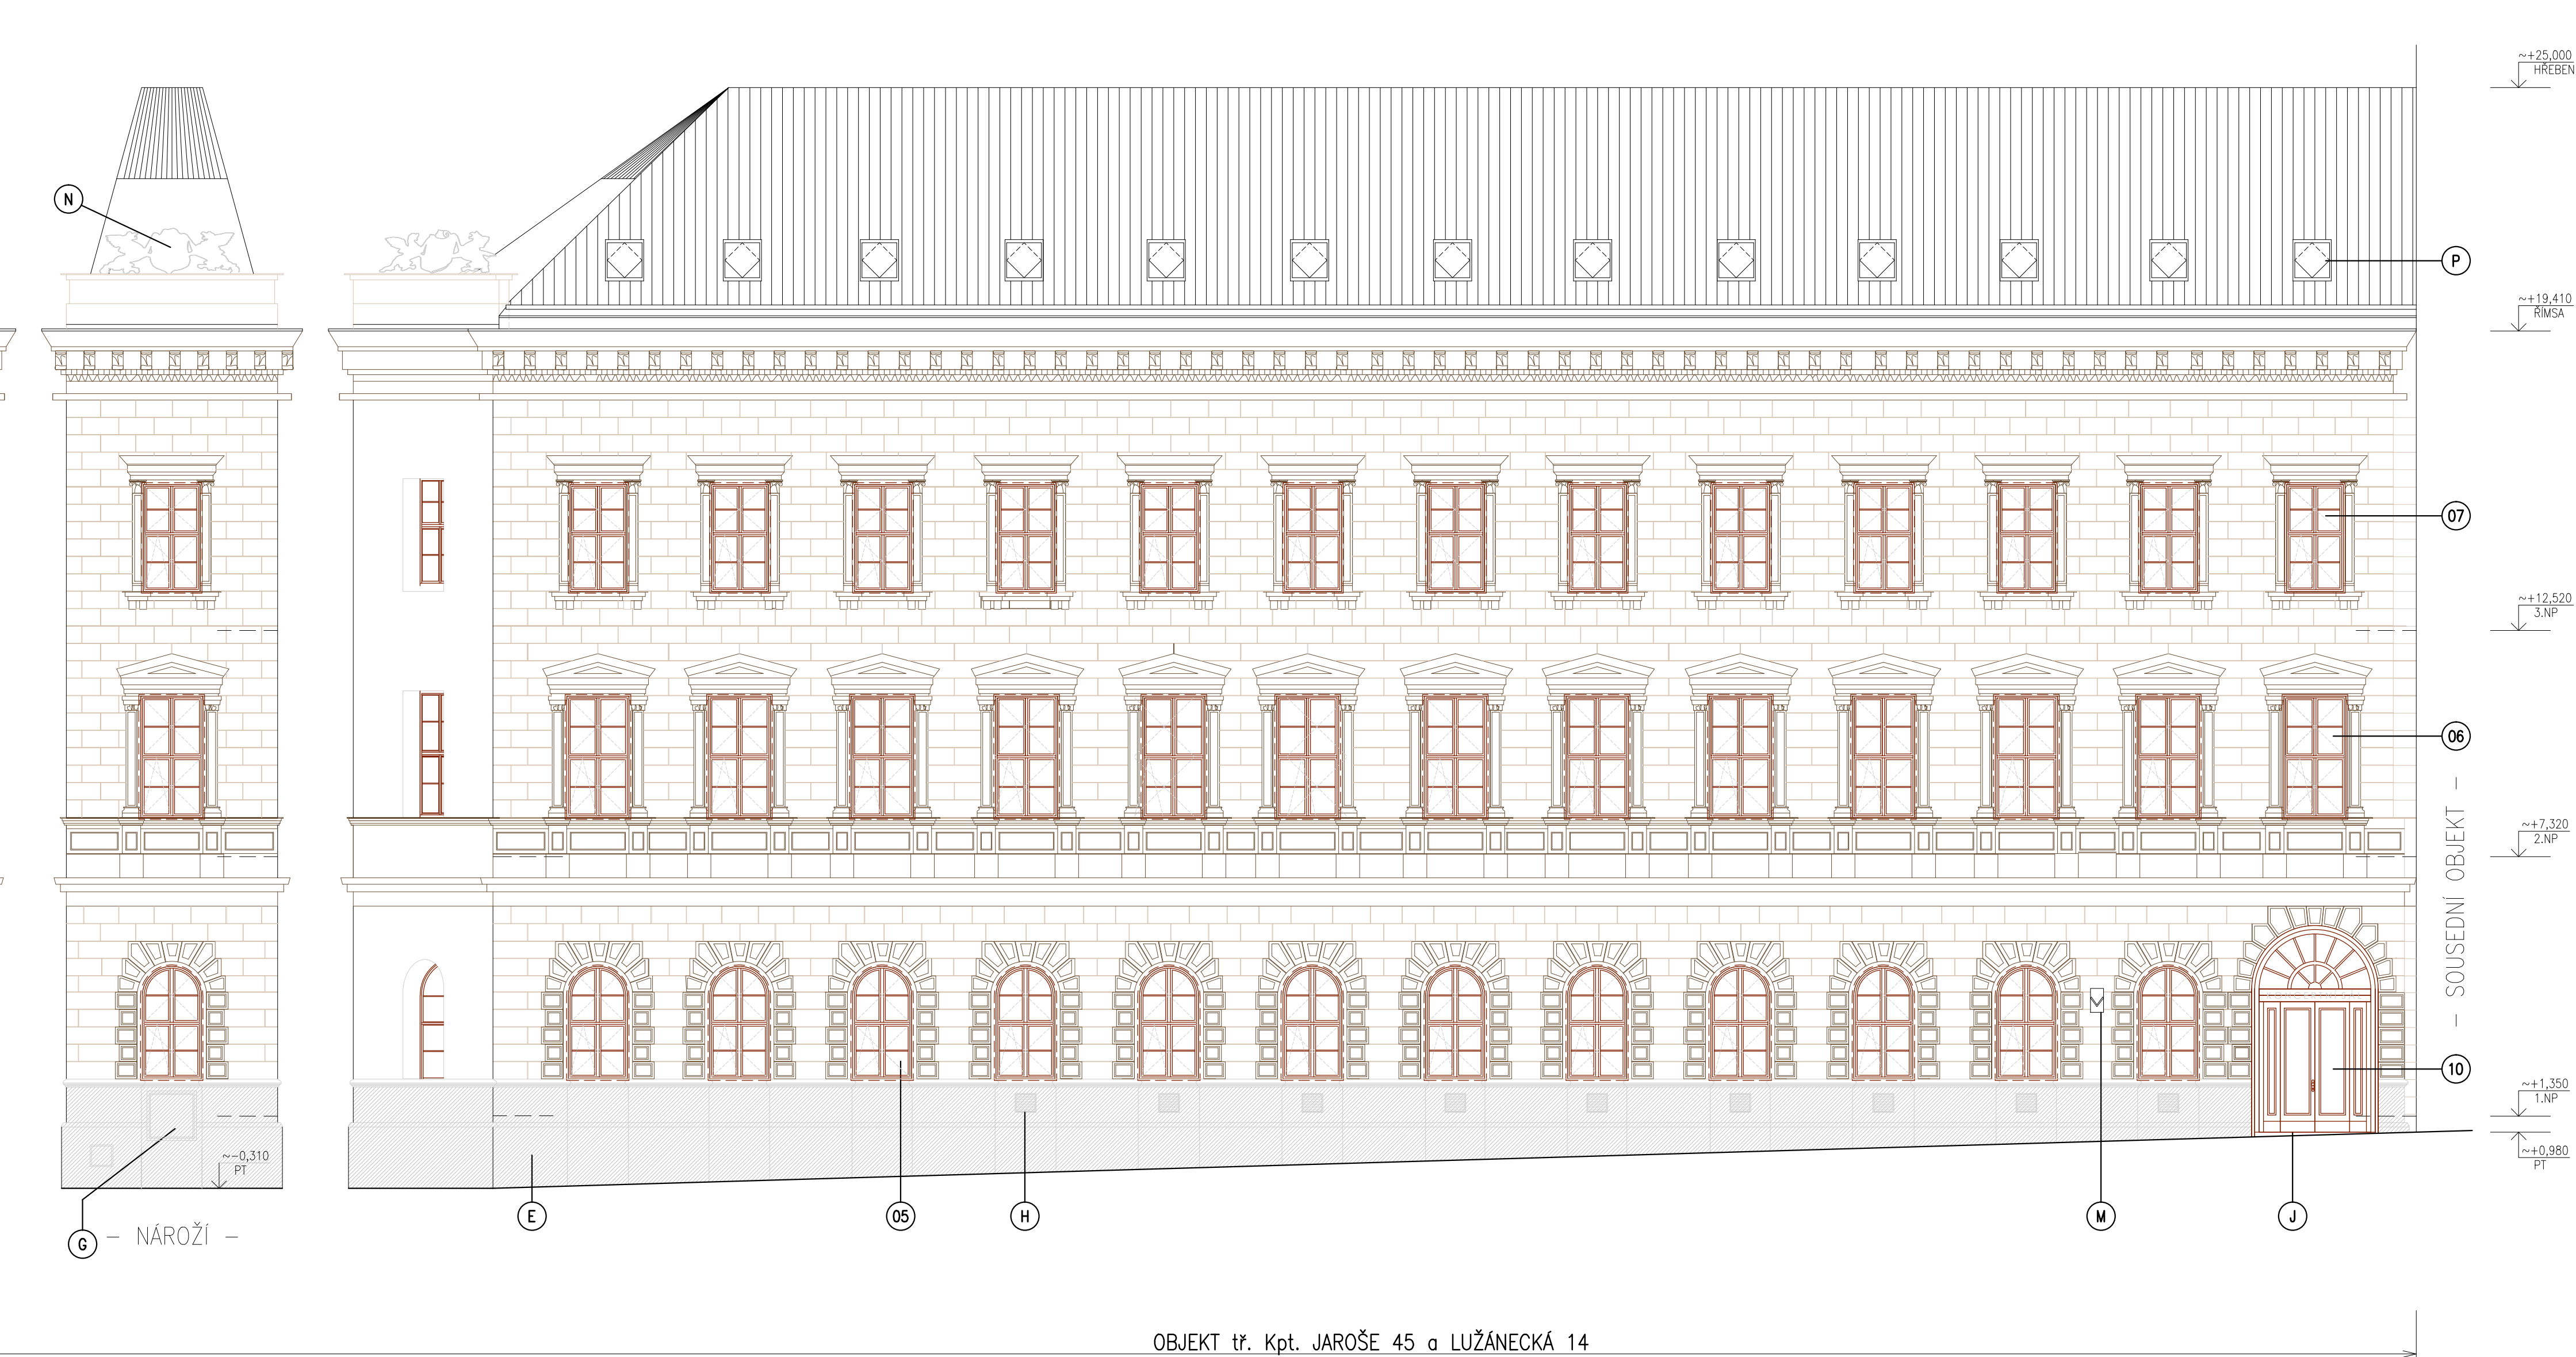 ~+25,000
HŘEBEN
N
P
~+19,410
ŘÍMSA
07
~+12,520
3.NP
06
~+7,320
2.NP
- SOUSEDNÍ OBJEKT -
10
~+1,350
1.NP
~-0,310
PT
~+0,980
PT
G
- NÁROŽÍ -
E
05
H
M
J
OBJEKT tř. Kpt. JAROŠE 45 a LUŽÁNECKÁ 14